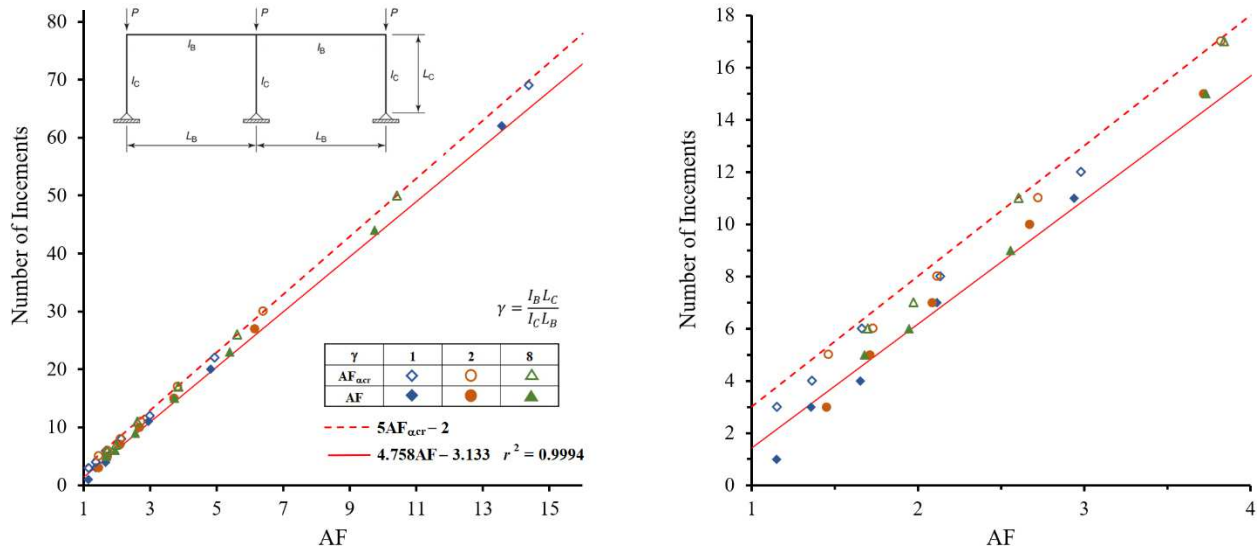 80
70
60
50
40
30
20
10
0
Number of Incements
1 3 5 7 9 11 13 15
AF
P P P
I_B I_B
I_C I_C I_C L_C
L_B L_B
γ = I_B L_C / I_C L_B
γ 1 2 8
AF_αcr
AF
5AF_αcr – 2
4.758AF – 3.133 r² = 0.9994
18
16
14
12
10
8
6
4
2
0
Number of Incements
1 2 3 4
AF